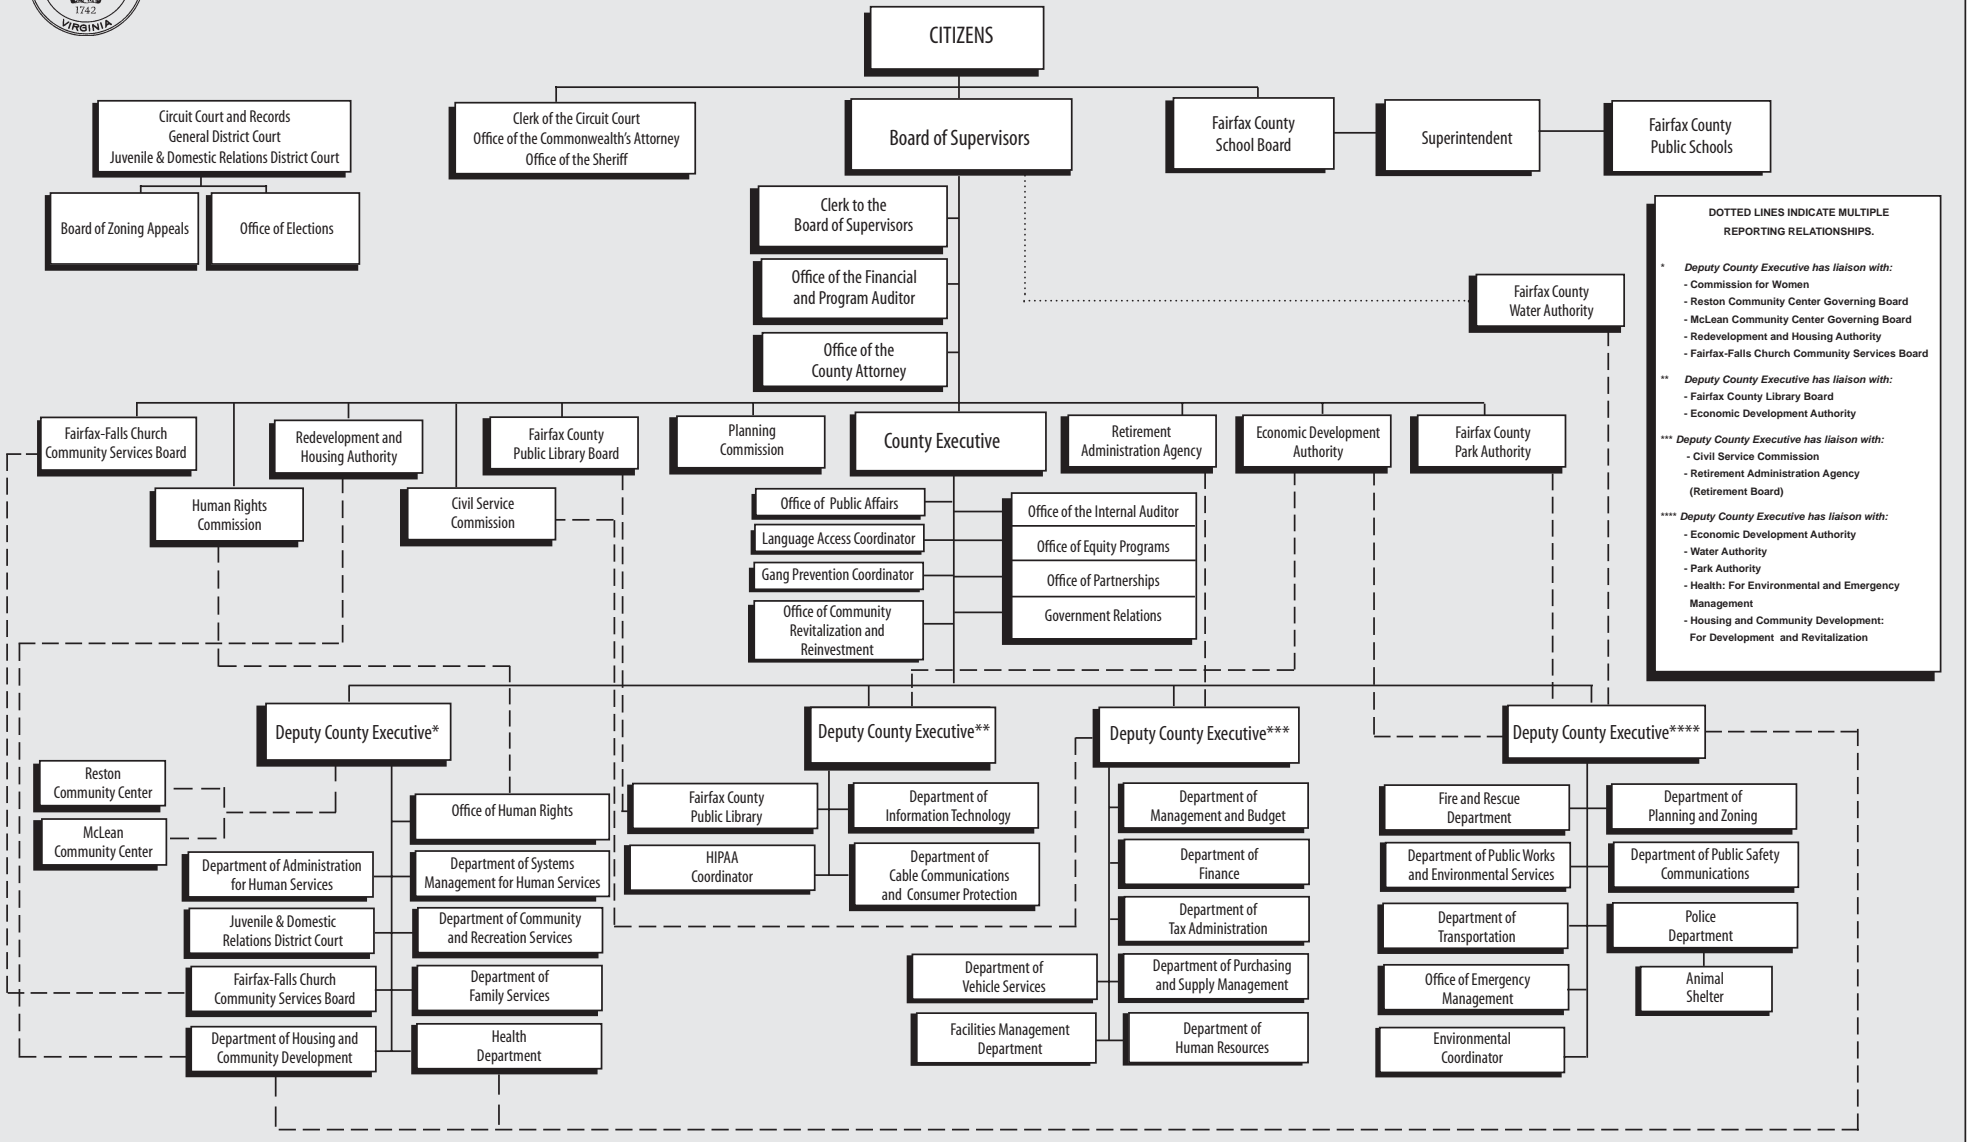 1742
VIRGINIA
CITIZENS
Circuit Court and Records
General District Court
Juvenile & Domestic Relations District Court
Clerk of the Circuit Court
Office of the Commonwealth's Attorney
Office of the Sheriff
Board of Supervisors
Fairfax County
School Board
Superintendent
Fairfax County
Public Schools
Board of Zoning Appeals
Office of Elections
Clerk to the
Board of Supervisors
Office of the Financial
and Program Auditor
Office of the
County Attorney
Fairfax County
Water Authority
DOTTED LINES INDICATE MULTIPLE
REPORTING RELATIONSHIPS.
* Deputy County Executive has liaison with:
- Commission for Women
- Reston Community Center Governing Board
- McLean Community Center Governing Board
- Redevelopment and Housing Authority
- Fairfax-Falls Church Community Services Board
** Deputy County Executive has liaison with:
- Fairfax County Library Board
- Economic Development Authority
*** Deputy County Executive has liaison with:
- Civil Service Commission
- Retirement Administration Agency
(Retirement Board)
**** Deputy County Executive has liaison with:
- Economic Development Authority
- Water Authority
- Park Authority
- Health: For Environmental and Emergency
Management
- Housing and Community Development:
For Development and Revitalization
Fairfax-Falls Church
Community Services Board
Redevelopment and
Housing Authority
Fairfax County
Public Library Board
Planning
Commission
County Executive
Retirement
Administration Agency
Economic Development
Authority
Fairfax County
Park Authority
Human Rights
Commission
Civil Service
Commission
Office of Public Affairs
Language Access Coordinator
Gang Prevention Coordinator
Office of Community
Revitalization and
Reinvestment
Office of the Internal Auditor
Office of Equity Programs
Office of Partnerships
Government Relations
Deputy County Executive*
Deputy County Executive**
Deputy County Executive***
Deputy County Executive****
Reston
Community Center
McLean
Community Center
Office of Human Rights
Department of Administration
for Human Services
Department of Systems
Management for Human Services
Juvenile & Domestic
Relations District Court
Department of Community
and Recreation Services
Fairfax-Falls Church
Community Services Board
Department of
Family Services
Department of Housing and
Community Development
Health
Department
Fairfax County
Public Library
Department of
Information Technology
HIPAA
Coordinator
Department of
Cable Communications
and Consumer Protection
Department of
Management and Budget
Department of
Finance
Department of
Tax Administration
Department of
Vehicle Services
Department of Purchasing
and Supply Management
Facilities Management
Department
Department of
Human Resources
Fire and Rescue
Department
Department of
Planning and Zoning
Department of Public Works
and Environmental Services
Department of Public Safety
Communications
Department of
Transportation
Police
Department
Office of Emergency
Management
Animal
Shelter
Environmental
Coordinator